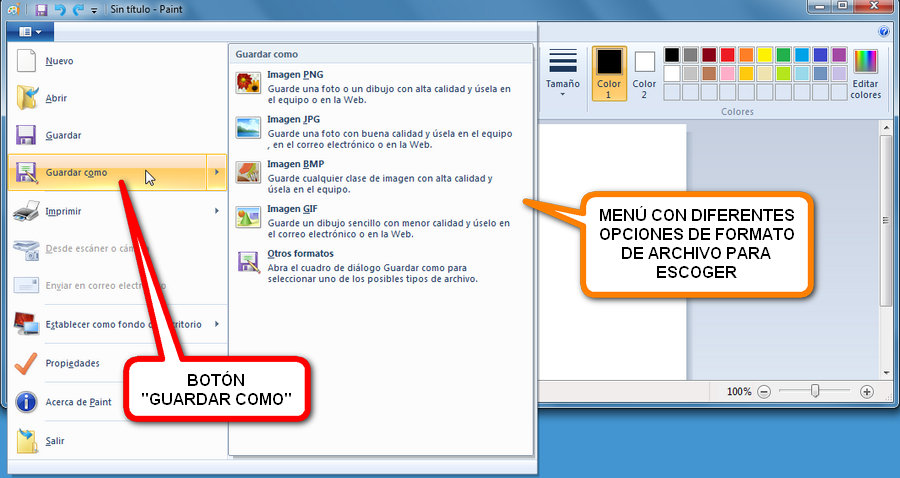 Sin título - Paint
Nuevo
Abrir
Guardar
Guardar como
Imprimir
Desde escáner o cám
Enviar en correo elect
Establecer como fondo d critorio
Propiedades
Acerca de Paint
Salir
Guardar como
Imagen PNG
Guarde una foto o un dibujo con alta calidad y úsela en
el equipo o en la Web.
Imagen JPG
Guarde una foto con buena calidad y úsela en el equipo
, en el correo electrónico o en la Web.
Imagen BMP
Guarde cualquier clase de imagen con alta calidad y
úsela en el equipo.
Imagen GIF
Guarde un dibujo sencillo con menor calidad y úselo en
el correo electrónico o en la Web.
Otros formatos
Abra el cuadro de diálogo Guardar como para
seleccionar uno de los posibles tipos de archivo.
Tamaño
Color
1
Color
2
Editar
colores
Colores
MENÚ CON DIFERENTES
OPCIONES DE FORMATO
DE ARCHIVO PARA
ESCOGER
BOTÓN
"GUARDAR COMO"
100%